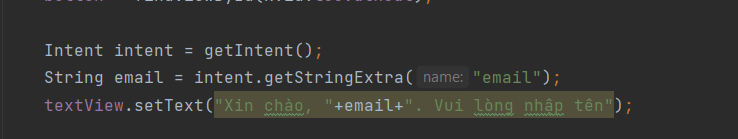 Intent intent = getIntent();
String email = intent.getStringExtra( name: "email");
textView.setText("Xin chào, "+email+". Vui lòng nhập tên");